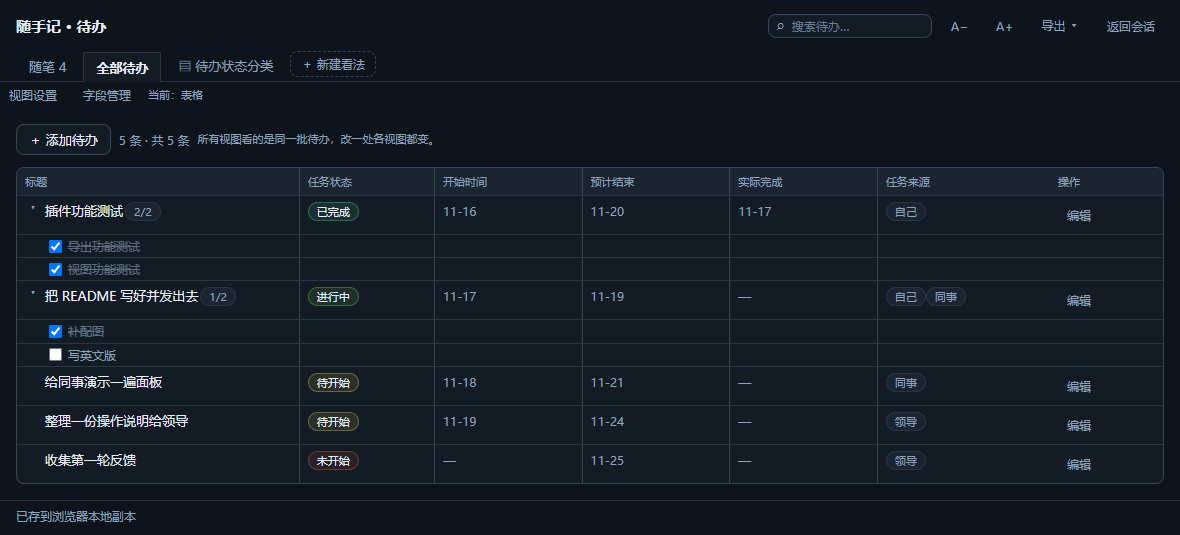 随手记 • 待办
搜索待办...
A−
A+
导出
返回会话
随笔 4
全部待办
待办状态分类
+ 新建看法
视图设置
字段管理
当前：表格
+ 添加待办
5 条 · 共 5 条
所有视图看的是同一批待办，改一处各视图都变。
标题 任务状态 开始时间 预计结束 实际完成 任务来源 操作
插件功能测试 2/2 已完成 11-16 11-20 11-17 自己 编辑
导出功能测试
视图功能测试
把 README 写好并发出去 1/2 进行中 11-17 11-19 — 自己 同事 编辑
补配图
写英文版
给同事演示一遍面板 待开始 11-18 11-21 — 同事 编辑
整理一份操作说明给领导 待开始 11-19 11-24 — 领导 编辑
收集第一轮反馈 未开始 — 11-25 — 领导 编辑
已存到浏览器本地副本